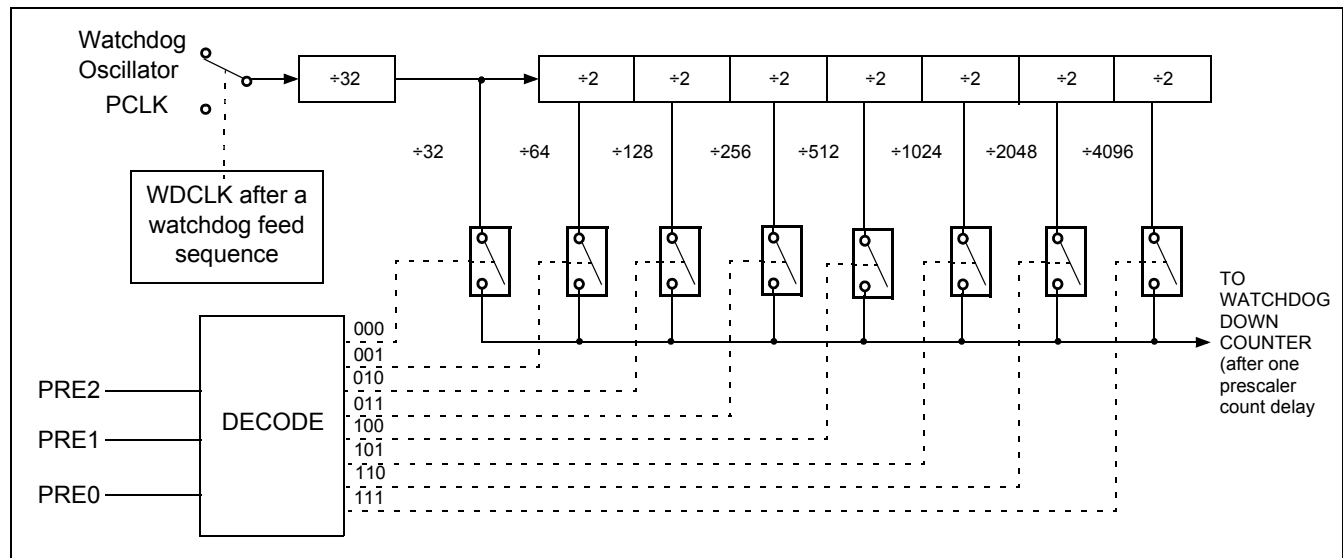 Watchdog
Oscillator
PCLK
÷32
÷2 ÷2 ÷2 ÷2 ÷2 ÷2 ÷2
÷32 ÷64 ÷128 ÷256 ÷512 ÷1024 ÷2048 ÷4096
WDCLK after a
watchdog feed
sequence
TO
WATCHDOG
DOWN
COUNTER
(after one
prescaler
count delay
PRE2
PRE1
PRE0
DECODE
000
001
010
011
100
101
110
111